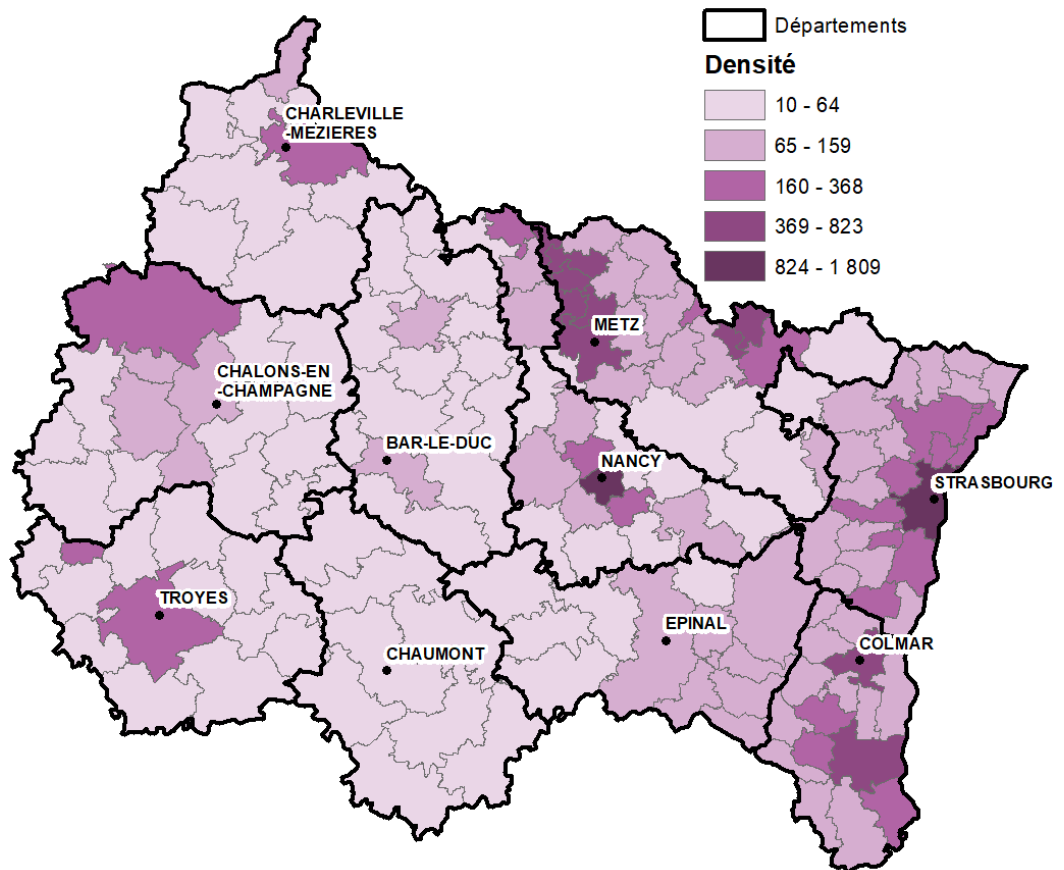 Départements
Densité
10 - 64
65 - 159
160 - 368
369 - 823
824 - 1 809
CHARLEVILLE
-MEZIERES
METZ
CHALONS-EN
-CHAMPAGNE
BAR-LE-DUC
NANCY
STRASBOURG
TROYES
EPINAL
CHAUMONT
COLMAR